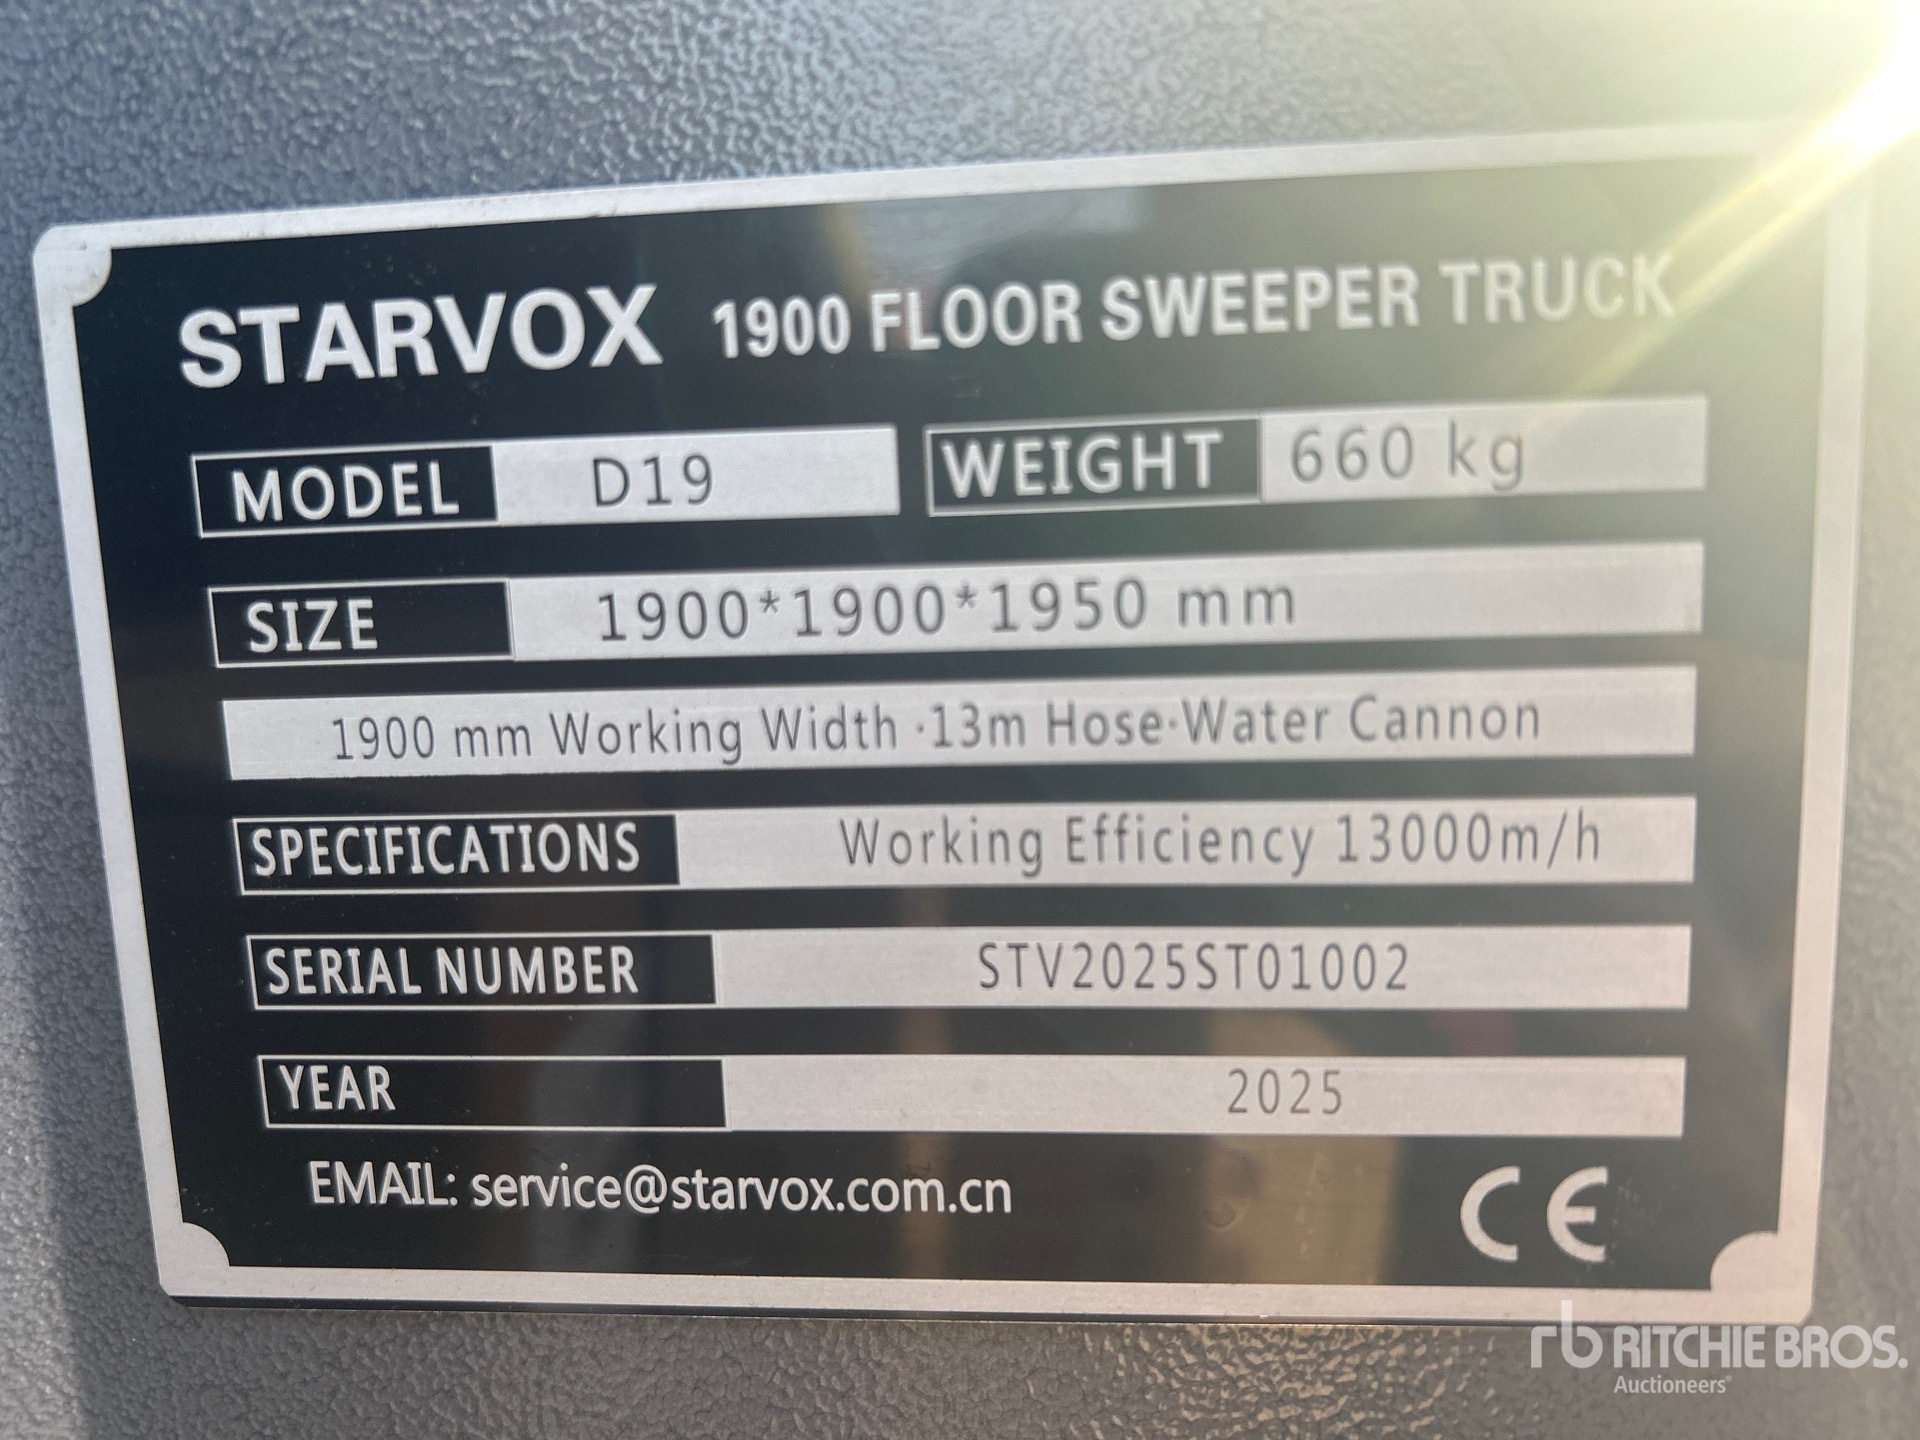 STARVOX 1900 FLOOR SWEEPER TRUCK
MODEL D19 WEIGHT 660 kg
SIZE 1900*1900*1950 mm
1900 mm Working Width ·13m Hose·Water Cannon
SPECIFICATIONS Working Efficiency 13000m/h
SERIAL NUMBER STV2025ST01002
YEAR 2025
EMAIL: service@starvox.com.cn CE
rb RITCHIE BROS.
Auctioneers